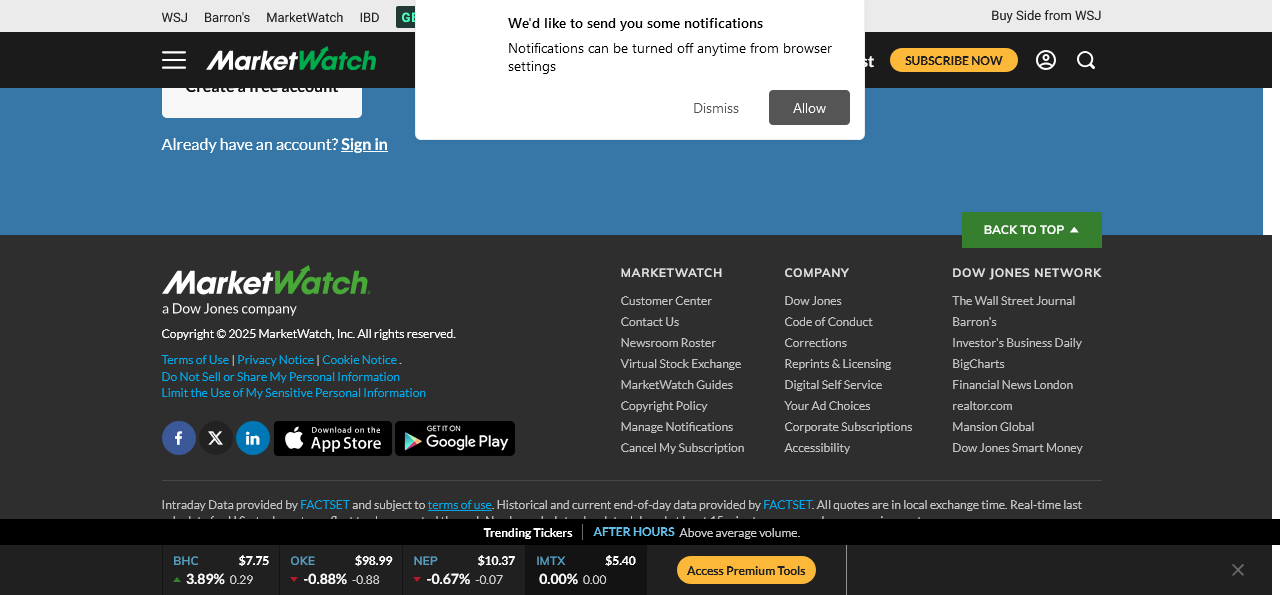 WSJ Barron's MarketWatch IBD
Buy Side from WSJ
We'd like to send you some notifications
Notifications can be turned off anytime from browser
settings
Dismiss
Allow
MarketWatch
SUBSCRIBE NOW
Create a free account
Already have an account? Sign in
BACK TO TOP
MarketWatch
a Dow Jones company
Copyright © 2025 MarketWatch, Inc. All rights reserved.
Terms of Use | Privacy Notice | Cookie Notice .
Do Not Sell or Share My Personal Information
Limit the Use of My Sensitive Personal Information
Download on the
App Store
GET IT ON
Google Play
MARKETWATCH
Customer Center
Contact Us
Newsroom Roster
Virtual Stock Exchange
MarketWatch Guides
Copyright Policy
Manage Notifications
Cancel My Subscription
COMPANY
Dow Jones
Code of Conduct
Corrections
Reprints & Licensing
Digital Self Service
Your Ad Choices
Corporate Subscriptions
Accessibility
DOW JONES NETWORK
The Wall Street Journal
Barron's
Investor's Business Daily
BigCharts
Financial News London
realtor.com
Mansion Global
Dow Jones Smart Money
Intraday Data provided by FACTSET and subject to terms of use. Historical and current end-of-day data provided by FACTSET. All quotes are in local exchange time. Real-time last
Trending Tickers | AFTER HOURS Above average volume.
BHC $7.75
3.89% 0.29
OKE $98.99
-0.88% -0.88
NEP $10.37
-0.67% -0.07
IMTX $5.40
0.00% 0.00
Access Premium Tools